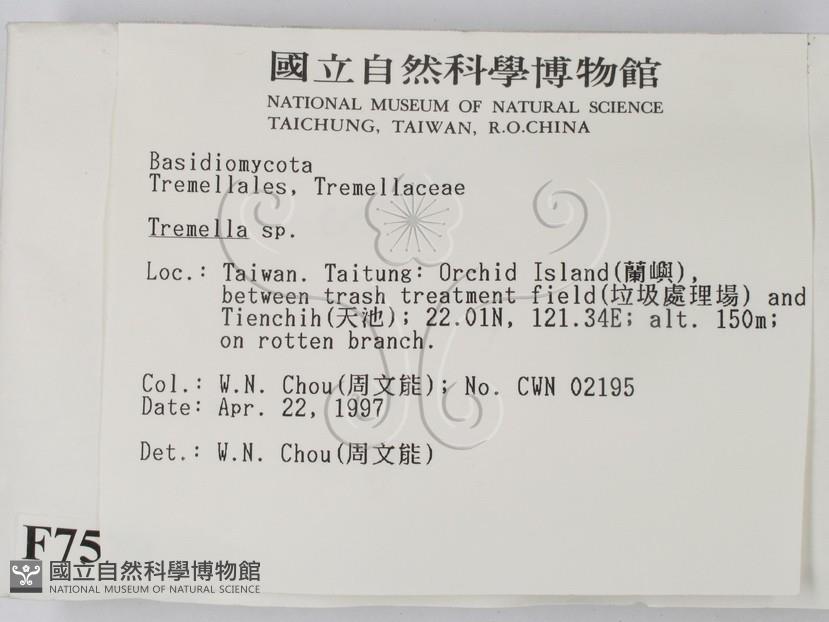 國立自然科學博物館
NATIONAL MUSEUM OF NATURAL SCIENCE
TAICHUNG, TAIWAN, R.O.CHINA
Basidiomycota
Tremellales, Tremellaceae
Tremella sp.
Loc.: Taiwan. Taitung: Orchid Island(蘭嶼),
between trash treatment field(垃圾處理場) and
Tienchih(天池); 22.01N, 121.34E; alt. 150m;
on rotten branch.
Col.: W.N. Chou(周文能); No. CWN 02195
Date: Apr. 22, 1997
Det.: W.N. Chou(周文能)
F75
國立自然科學博物館
NATIONAL MUSEUM OF NATURAL SCIENCE